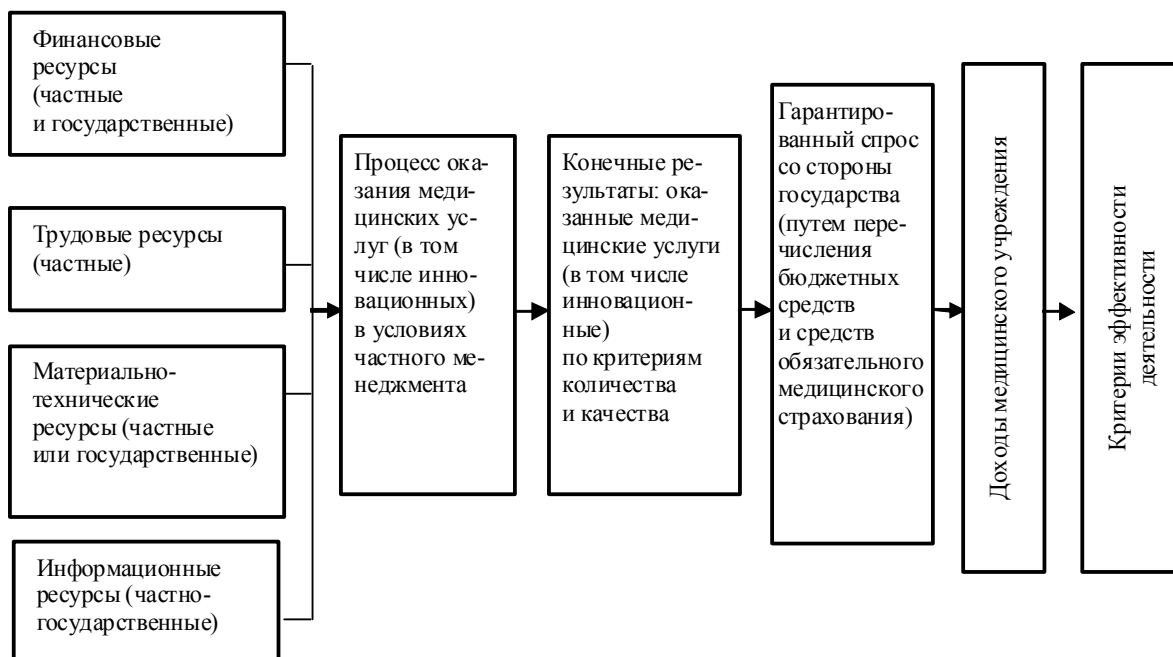 Финансовые
ресурсы
(частные
и государственные)
Трудовые ресурсы
(частные)
Материально-
технические
ресурсы (частные
или государственные)
Информационные
ресурсы (частно-
государственные)
Процесс ока-
зания меди-
цинских ус-
луг (в том
числе инно-
вационных)
в условиях
частного ме-
неджмента
Конечные ре-
зультаты: ока-
занные меди-
цинские услуги
(в том числе
инновацион-
ные)
по критериям
количества
и качества
Гарантиро-
ванный спрос
со стороны
государства
(путем пере-
числения
бюджетных
средств
и средств
обязательного
медицинского
страхования)
Доходы медицинского учреждения
Критерии эффективности
деятельности